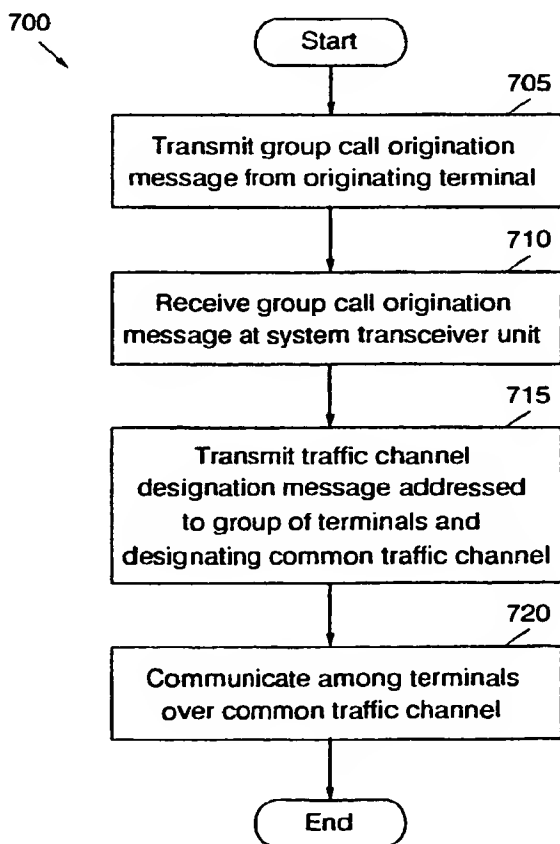 700
Start
705
Transmit group call origination
message from originating terminal
710
Receive group call origination
message at system transceiver unit
715
Transmit traffic channel
designation message addressed
to group of terminals and
designating common traffic channel
720
Communicate among terminals
over common traffic channel
End